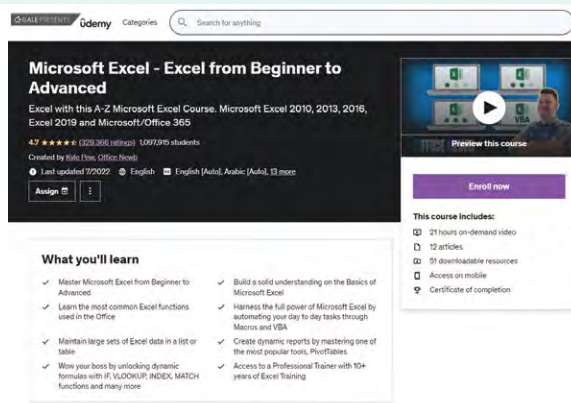 GALE PRESENTS
ûdemy
Categories
Search for anything
Microsoft Excel - Excel from Beginner to
Advanced
Excel with this A-Z Microsoft Excel Course. Microsoft Excel 2010, 2013, 2016,
Excel 2019 and Microsoft/Office 365
4.7 ★★★★★ (329,366 ratings) 1,097,915 students
Created by Kyle Pew, Office Newb
Last updated 7/2022 English English [Auto], Arabic [Auto], 13 more
Assign
VBA
Preview this course
Enroll now
This course includes:
21 hours on-demand video
12 articles
51 downloadable resources
Access on mobile
Certificate of completion
What you'll learn
Master Microsoft Excel from Beginner to
Advanced
Build a solid understanding on the Basics of
Microsoft Excel
Learn the most common Excel functions
used in the Office
Harness the full power of Microsoft Excel by
automating your day to day tasks through
Macros and VBA
Maintain large sets of Excel data in a list or
table
Create dynamic reports by mastering one of
the most popular tools, PivotTables
Wow your boss by unlocking dynamic
formulas with IF, VLOOKUP, INDEX, MATCH
functions and many more
Access to a Professional Trainer with 10+
years of Excel Training